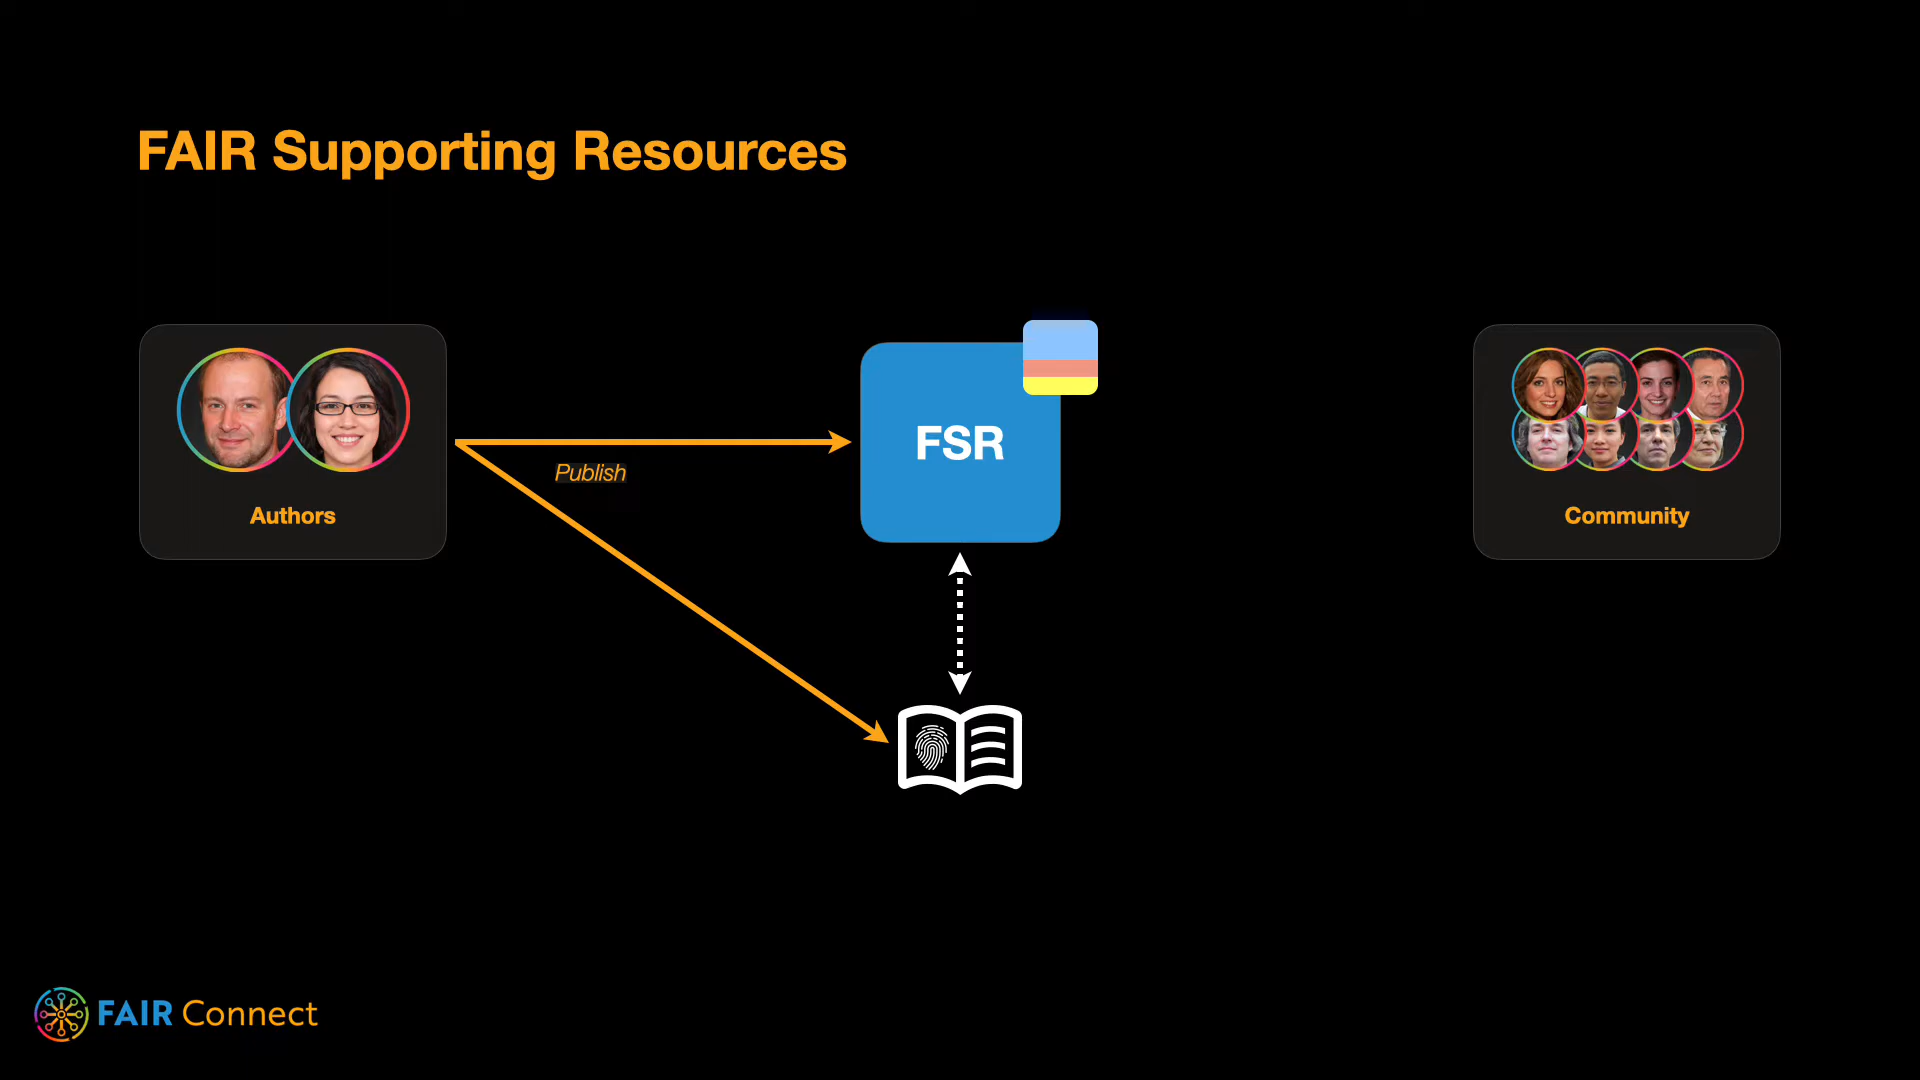 FAIR Supporting Resources
FSR
Publish
Authors
Community
FAIR Connect